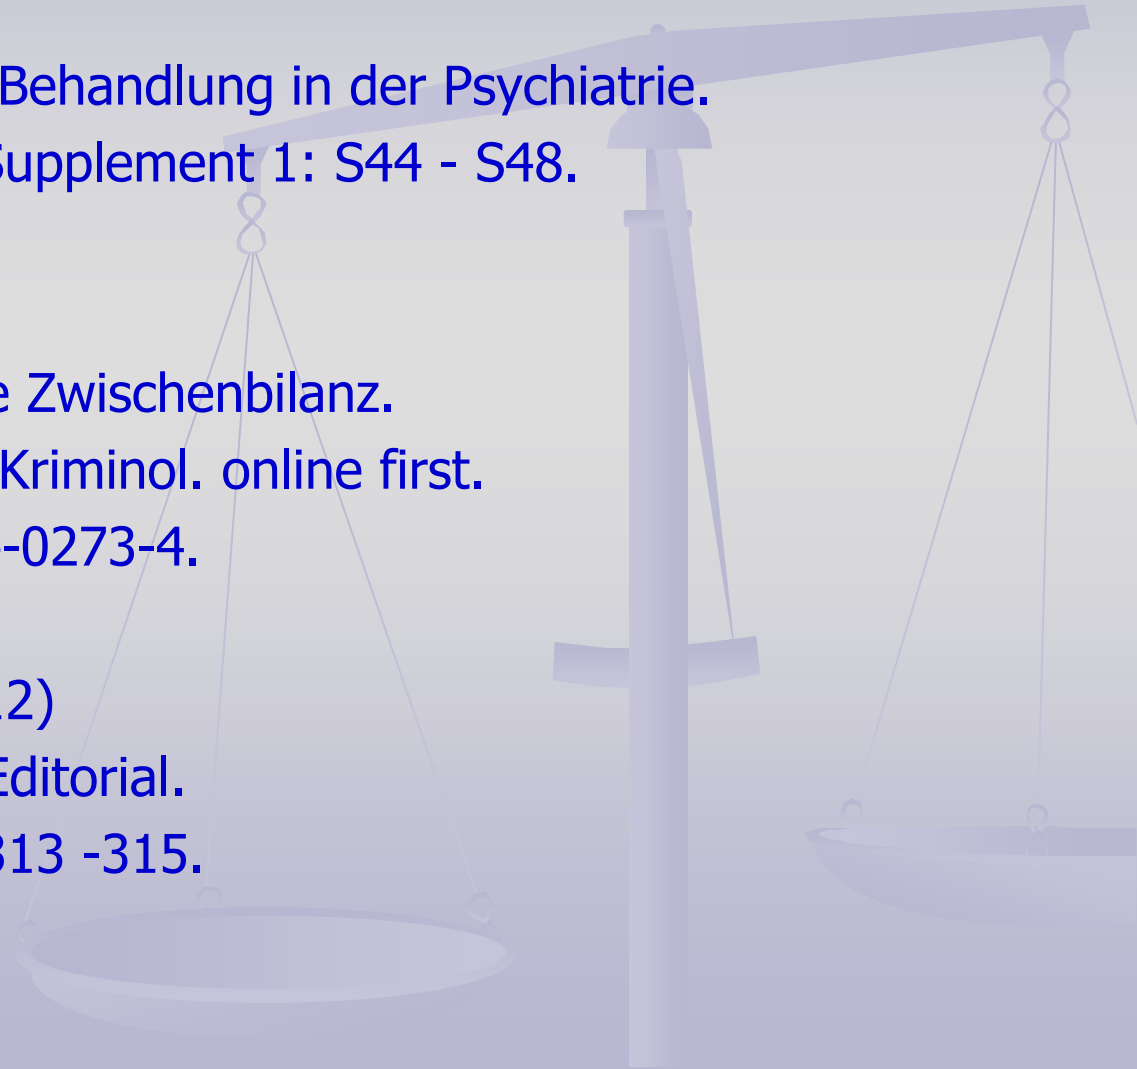 Behandlung in der Psychiatrie.
Supplement 1: S44 - S48.
e Zwischenbilanz.
Kriminol. online first.
-0273-4.
2)
Editorial.
313 -315.